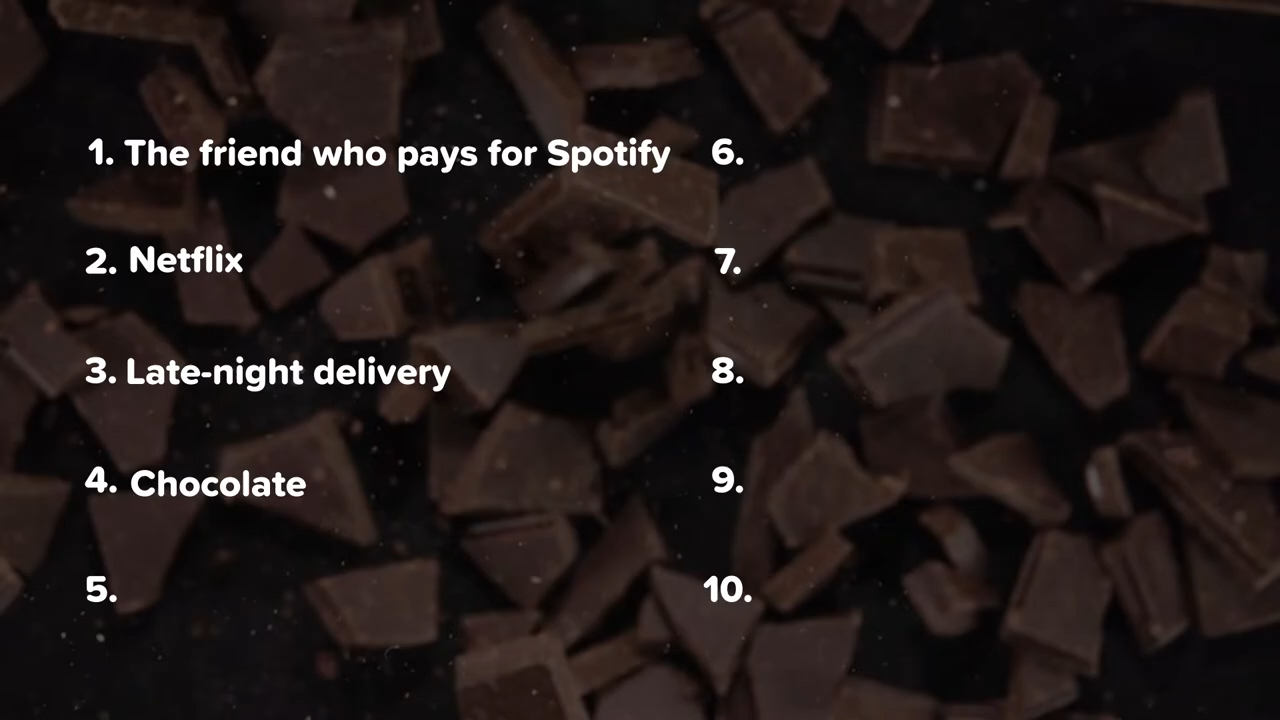 1. The friend who pays for Spotify
2. Netflix
3. Late-night delivery
4. Chocolate
5.
6.
7.
8.
9.
10.